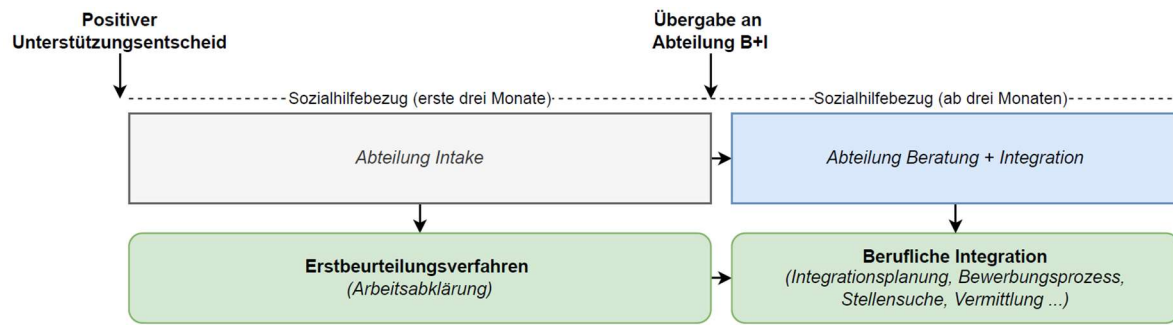 Positiver
Unterstützungsentscheid
Übergabe an
Abteilung B+I
Sozialhilfebezug (erste drei Monate)
Sozialhilfebezug (ab drei Monaten)
Abteilung Intake
Abteilung Beratung + Integration
Erstbeurteilungsverfahren
(Arbeitsabklärung)
Berufliche Integration
(Integrationsplanung, Bewerbungsprozess,
Stellensuche, Vermittlung ...)